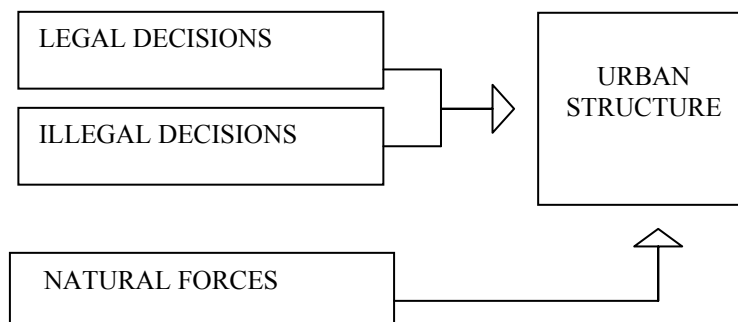 LEGAL DECISIONS
URBAN
STRUCTURE
ILLEGAL DECISIONS
NATURAL FORCES